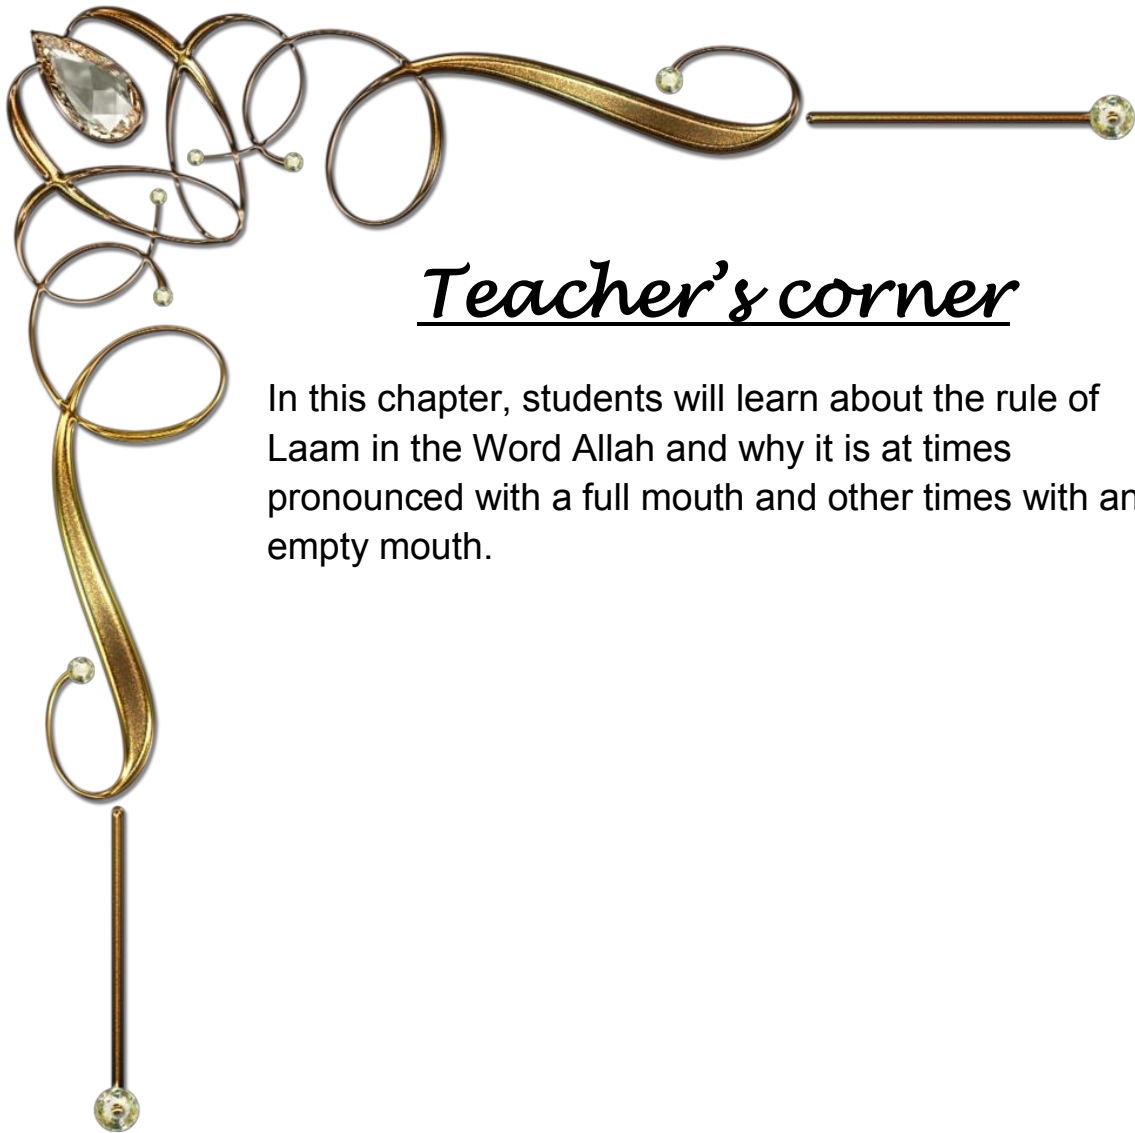 Teacher's corner
In this chapter, students will learn about the rule of
Laam in the Word Allah and why it is at times
pronounced with a full mouth and other times with an
empty mouth.